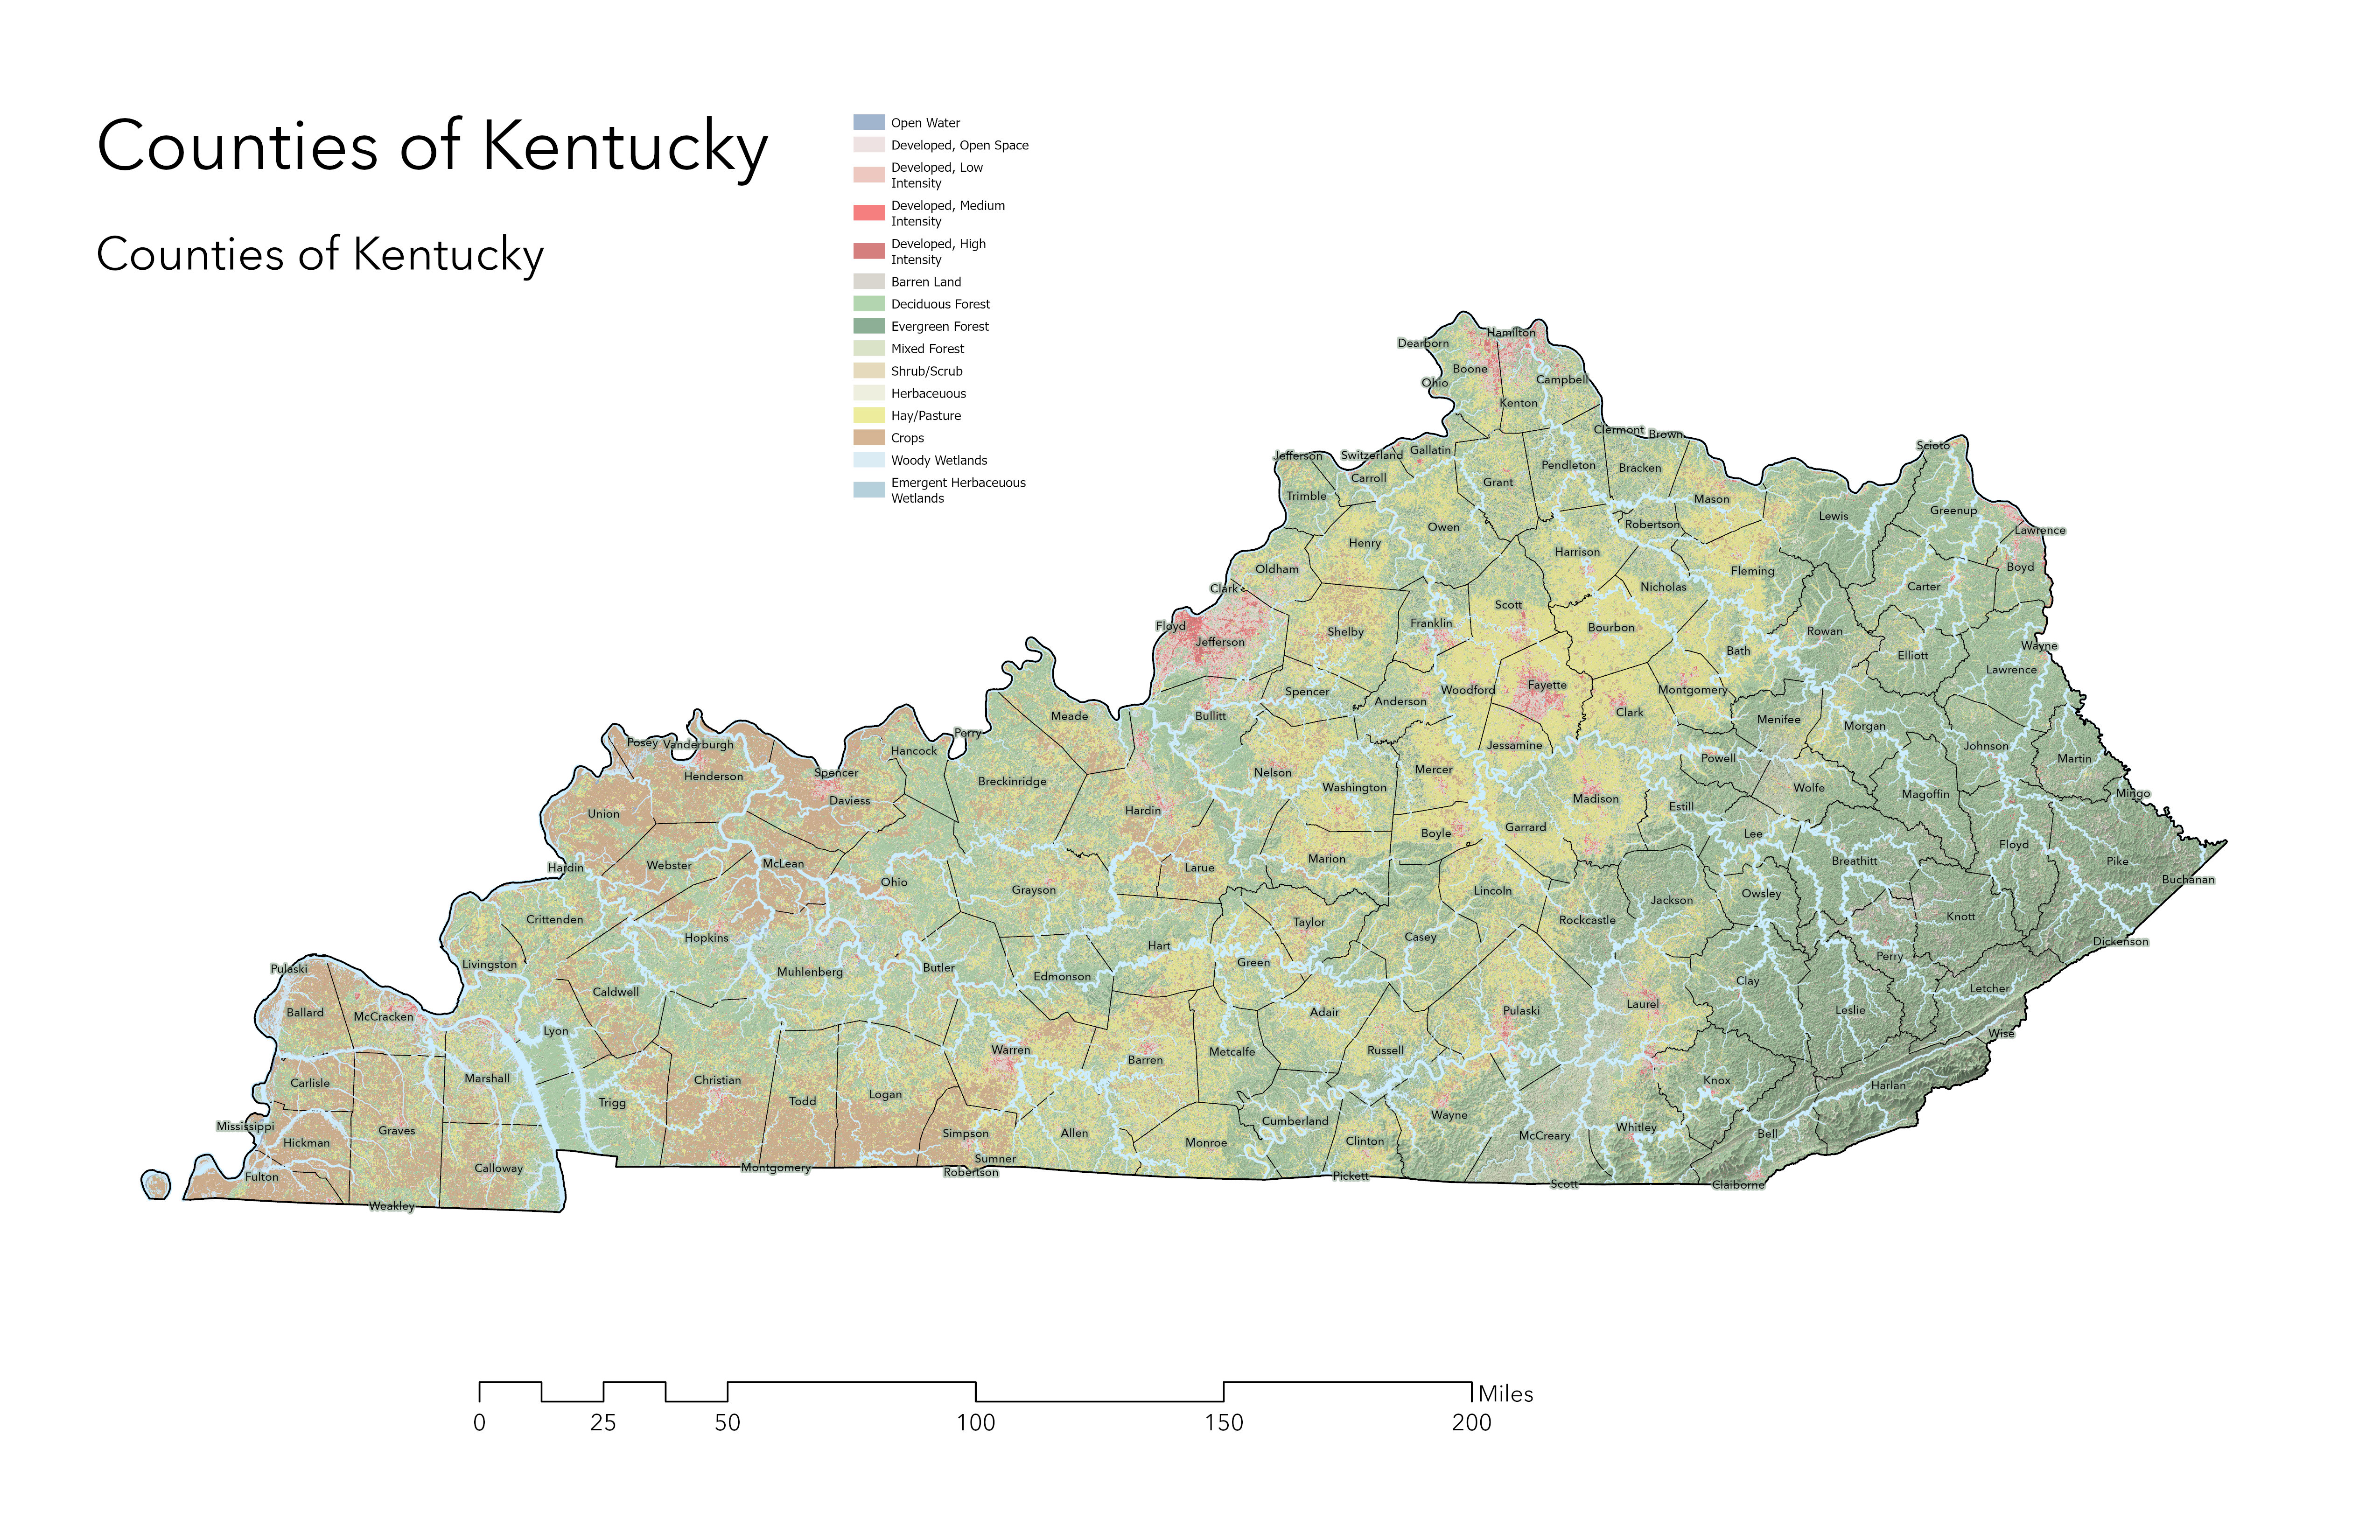 Counties of Kentucky
Counties of Kentucky
Open Water
Developed, Open Space
Developed, Low
Intensity
Developed, Medium
Intensity
Developed, High
Intensity
Barren Land
Deciduous Forest
Evergreen Forest
Mixed Forest
Shrub/Scrub
Herbaceuous
Hay/Pasture
Crops
Woody Wetlands
Emergent Herbaceuous
Wetlands
Hamilton
Dearborn
Boone
Campbell
Ohio
Kenton
Clermont
Brown
Scioto
Gallatin
Switzerland
Jefferson
Pendleton
Bracken
Carroll
Grant
Trimble
Mason
Greenup
Lewis
Robertson
Owen
Lawrence
Henry
Harrison
Boyd
Oldham
Fleming
Carter
Nicholas
Clark
Scott
Franklin
Floyd
Bourbon
Shelby
Rowan
Jefferson
Wayne
Bath
Elliott
Lawrence
Fayette
Woodford
Montgomery
Spencer
Anderson
Clark
Bullitt
Meade
Menifee
Morgan
Perry
Posey
Vanderburgh
Jessamine
Johnson
Hancock
Powell
Martin
Mercer
Nelson
Spencer
Henderson
Breckinridge
Washington
Wolfe
Mingo
Magoffin
Madison
Daviess
Estill
Hardin
Union
Garrard
Boyle
Lee
Floyd
Marion
Breathitt
Pike
McLean
Webster
Hardin
Larue
Buchanan
Ohio
Grayson
Lincoln
Owsley
Jackson
Knott
Crittenden
Rockcastle
Taylor
Casey
Hopkins
Dickenson
Hart
Perry
Green
Livingston
Pulaski
Butler
Muhlenberg
Edmonson
Clay
Letcher
Caldwell
Laurel
Leslie
Pulaski
Adair
Ballard
McCracken
Lyon
Wise
Warren
Russell
Metcalfe
Barren
Marshall
Christian
Knox
Carlisle
Harlan
Logan
Todd
Trigg
Wayne
Cumberland
Mississippi
Whitley
Graves
Simpson
Allen
Bell
McCreary
Clinton
Hickman
Monroe
Sumner
Montgomery
Calloway
Robertson
Pickett
Fulton
Scott
Claiborne
Weakley
Miles
0 25 50 100 150 200